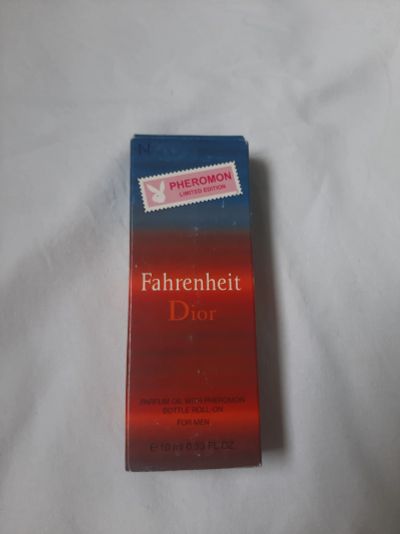 N
PHEROMON
LIMITED EDITION
Fahrenheit
Dior
PARFUM OIL WITH PHEROMON
BOTTLE ROLL-ON
FOR MEN
e 10 ml 0.33 FL.OZ.